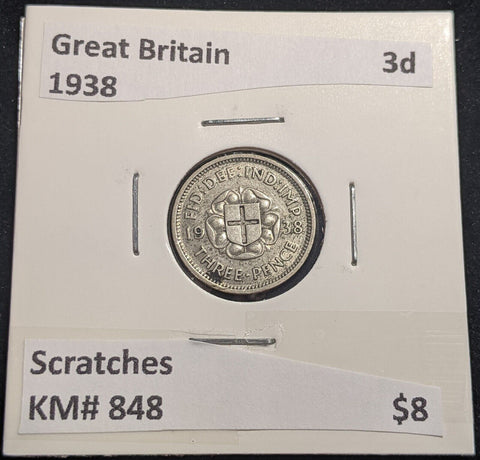 Great Britain 3d
1938
FID:DEF:IND:IMP
19 38
THREE·PENCE
Scratches
KM# 848 $8